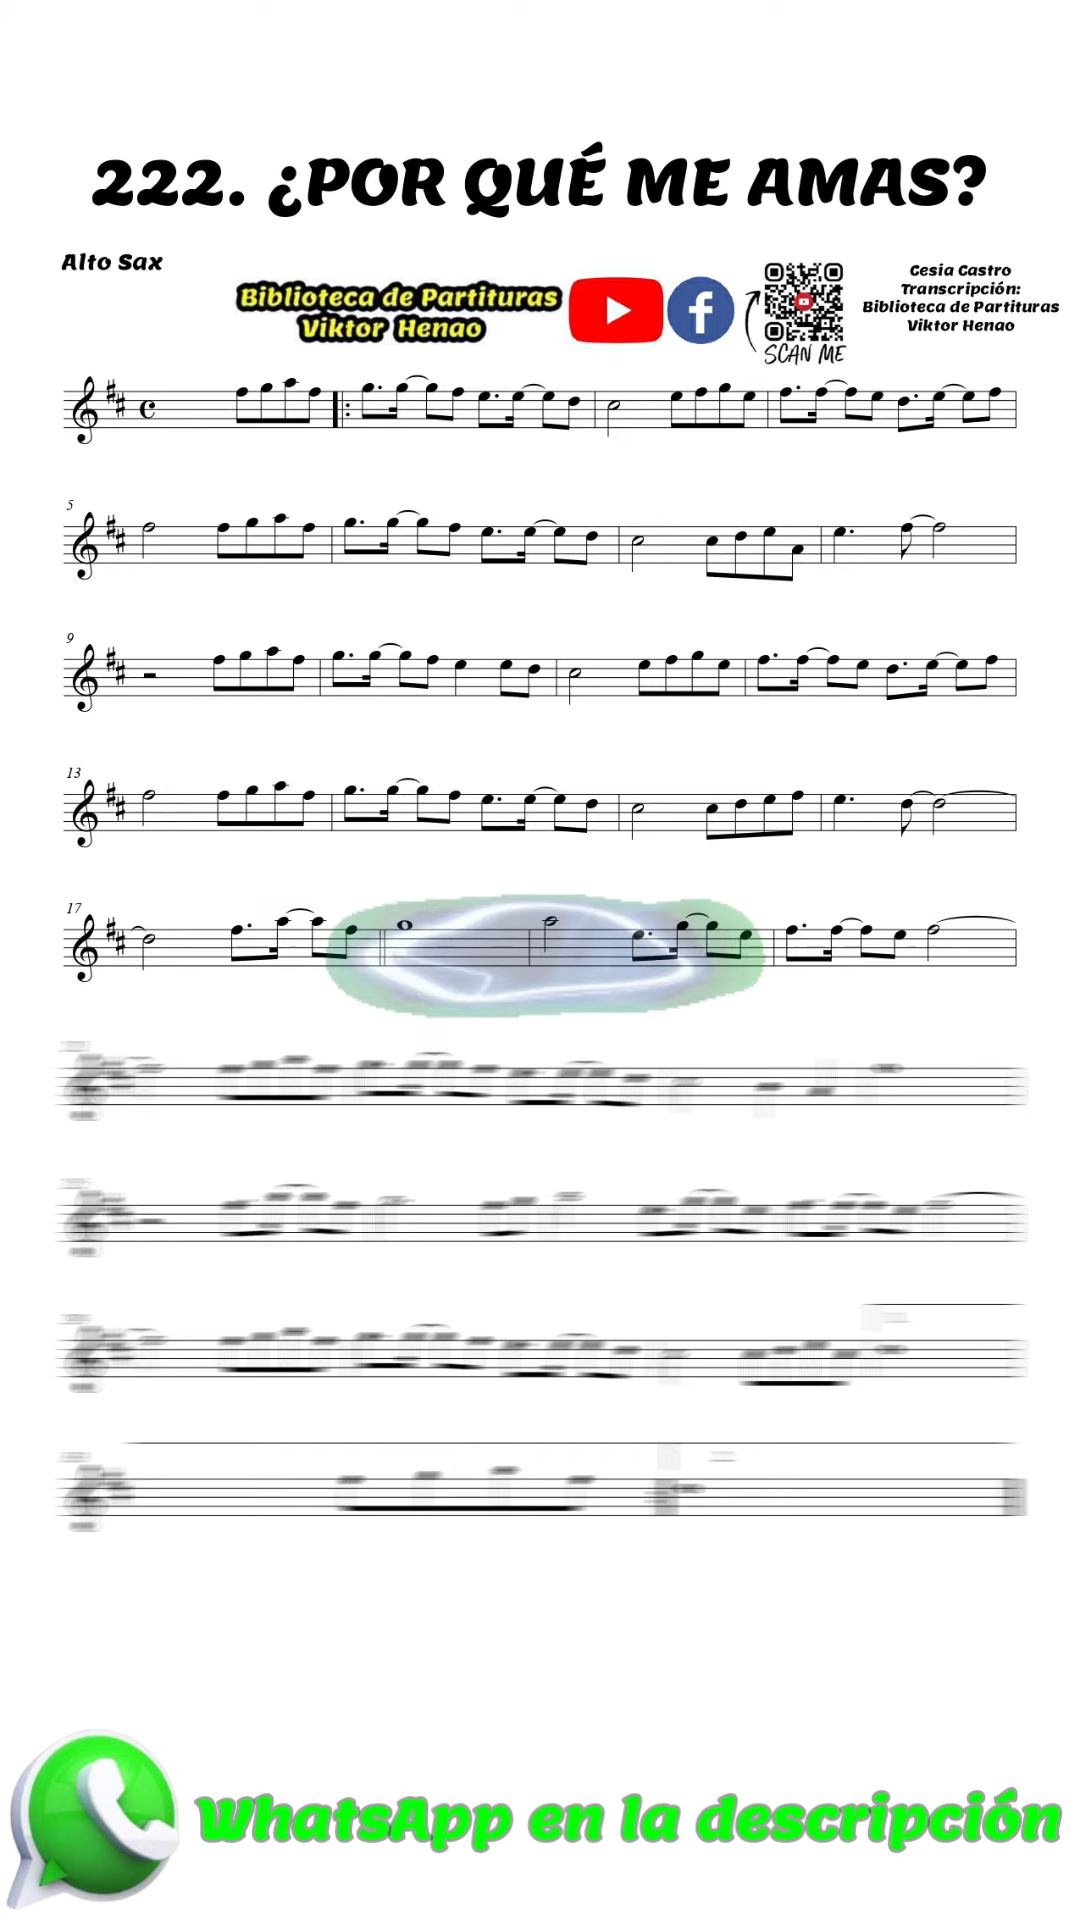 222. ¿POR QUÉ ME AMAS?
Alto Sax
Biblioteca de Partituras
Viktor Henao
SCAN ME
Cesia Castro
Transcripción:
Biblioteca de Partituras
Viktor Henao
5
9
13
17
WhatsApp en la descripción